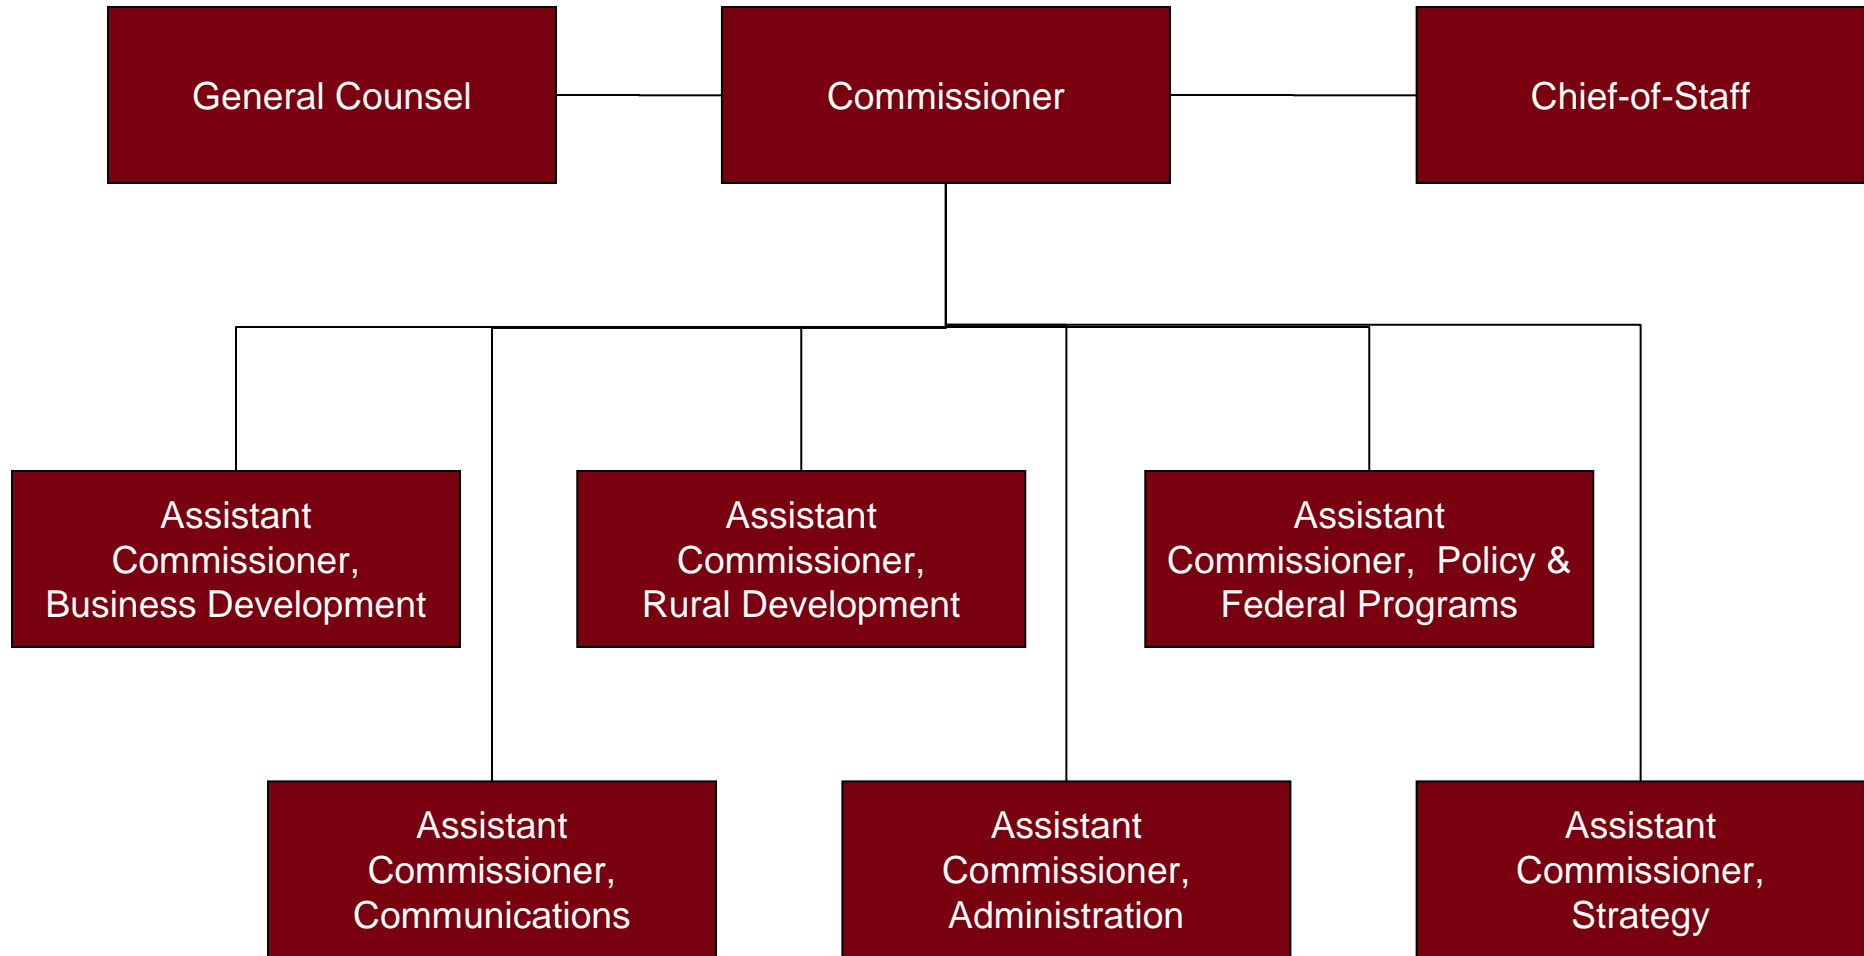 General Counsel
Commissioner
Chief-of-Staff
Assistant
Commissioner,
Business Development
Assistant
Commissioner,
Rural Development
Assistant
Commissioner,  Policy &
Federal Programs
Assistant
Commissioner,
Communications
Assistant
Commissioner,
Administration
Assistant
Commissioner,
Strategy